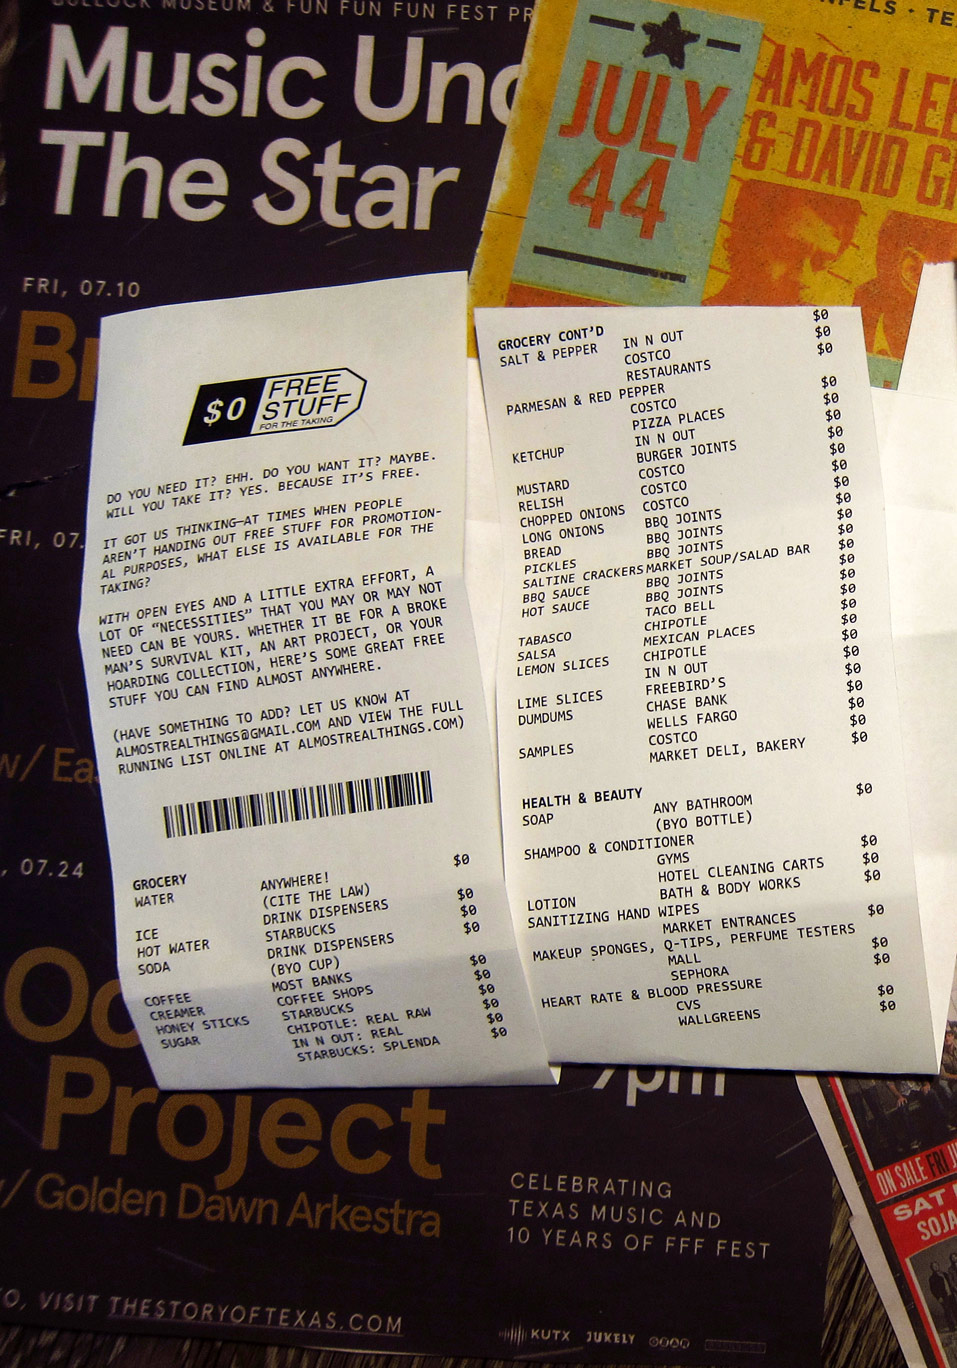 BULLOCK MUSEUM & FUN FUN FUN FEST PR
Music Und
The Star
FRI, 07.10
FRI, 07.
w/ Eas
, 07.24
Project
w/ Golden Dawn Arkestra
7pm
CELEBRATING
TEXAS MUSIC AND
10 YEARS OF FFF FEST
O, VISIT THESTORYOFTEXAS.COM
KUTX JUKELY
JULY
44
AMOS LEE
& DAVID G
ON SALE FRI
SAT
SOJA
$0 FREE
STUFF
FOR THE TAKING
DO YOU NEED IT? EHH. DO YOU WANT IT? MAYBE.
WILL YOU TAKE IT? YES. BECAUSE IT'S FREE.
IT GOT US THINKING—AT TIMES WHEN PEOPLE
AREN'T HANDING OUT FREE STUFF FOR PROMOTION-
AL PURPOSES, WHAT ELSE IS AVAILABLE FOR THE
TAKING?
WITH OPEN EYES AND A LITTLE EXTRA EFFORT, A
LOT OF "NECESSITIES" THAT YOU MAY OR MAY NOT
NEED CAN BE YOURS. WHETHER IT BE FOR A BROKE
MAN'S SURVIVAL KIT, AN ART PROJECT, OR YOUR
HOARDING COLLECTION, HERE'S SOME GREAT FREE
STUFF YOU CAN FIND ALMOST ANYWHERE.
(HAVE SOMETHING TO ADD? LET US KNOW AT
ALMOSTREALTHINGS@GMAIL.COM AND VIEW THE FULL
RUNNING LIST ONLINE AT ALMOSTREALTHINGS.COM)
GROCERY
WATER ANYWHERE! $0
(CITE THE LAW)
ICE DRINK DISPENSERS $0
HOT WATER STARBUCKS $0
SODA DRINK DISPENSERS $0
(BYO CUP)
COFFEE MOST BANKS $0
CREAMER COFFEE SHOPS $0
HONEY STICKS STARBUCKS $0
SUGAR CHIPOTLE: REAL RAW $0
IN N OUT: REAL $0
STARBUCKS: SPLENDA
GROCERY CONT'D
SALT & PEPPER IN N OUT $0
COSTCO $0
RESTAURANTS $0
PARMESAN & RED PEPPER
COSTCO $0
PIZZA PLACES $0
KETCHUP IN N OUT $0
BURGER JOINTS $0
MUSTARD COSTCO $0
RELISH COSTCO $0
CHOPPED ONIONS COSTCO $0
LONG ONIONS BBQ JOINTS $0
BREAD BBQ JOINTS $0
PICKLES BBQ JOINTS $0
SALTINE CRACKERS MARKET SOUP/SALAD BAR $0
BBQ SAUCE BBQ JOINTS $0
HOT SAUCE BBQ JOINTS $0
TACO BELL $0
TABASCO CHIPOTLE $0
SALSA MEXICAN PLACES $0
LEMON SLICES CHIPOTLE $0
IN N OUT $0
LIME SLICES FREEBIRD'S $0
DUMDUMS CHASE BANK $0
WELLS FARGO $0
SAMPLES COSTCO $0
MARKET DELI, BAKERY $0
HEALTH & BEAUTY
SOAP ANY BATHROOM $0
(BYO BOTTLE)
SHAMPOO & CONDITIONER
GYMS $0
HOTEL CLEANING CARTS $0
LOTION BATH & BODY WORKS $0
SANITIZING HAND WIPES
MARKET ENTRANCES $0
MAKEUP SPONGES, Q-TIPS, PERFUME TESTERS
MALL $0
SEPHORA $0
HEART RATE & BLOOD PRESSURE
CVS $0
WALLGREENS $0